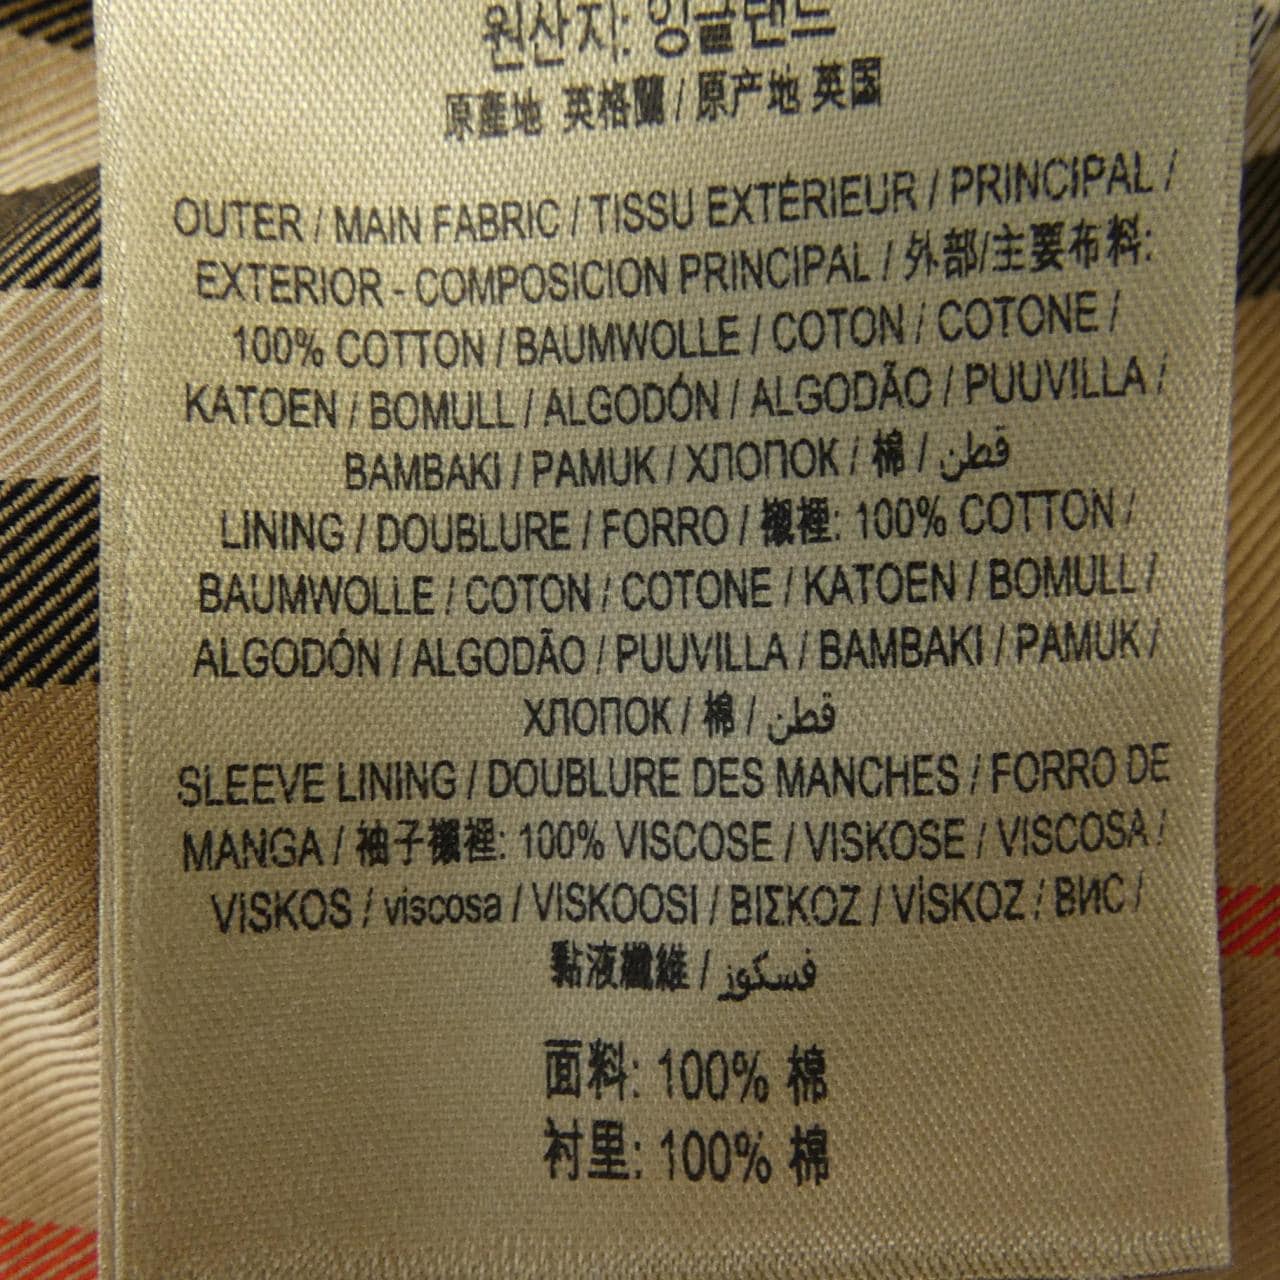 원산지: 잉글랜드
原產地 英格蘭 / 原产地 英国
OUTER / MAIN FABRIC / TISSU EXTÉRIEUR / PRINCIPAL /
EXTERIOR - COMPOSICION PRINCIPAL / 外部/主要布料:
100% COTTON / BAUMWOLLE / COTON / COTONE /
KATOEN / BOMULL / ALGODÓN / ALGODÃO / PUUVILLA /
BAMBAKI / PAMUK / ХЛОПОК / 棉 / قطن
LINING / DOUBLURE / FORRO / 襯裡: 100% COTTON /
BAUMWOLLE / COTON / COTONE / KATOEN / BOMULL /
ALGODÓN / ALGODÃO / PUUVILLA / BAMBAKI / PAMUK /
ХЛОПОК / 棉 / قطن
SLEEVE LINING / DOUBLURE DES MANCHES / FORRO DE
MANGA / 袖子襯裡: 100% VISCOSE / VISKOSE / VISCOSA /
VISKOS / viscosa / VISKOOSI / ΒΙΣΚΟΖ / VİSKOZ / ВИС /
黏液纖維 / فسكوز
面料: 100% 棉
衬里: 100% 棉